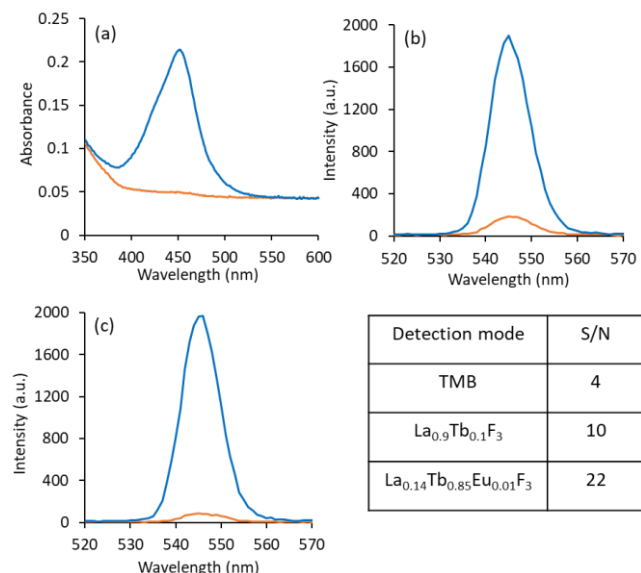 (a)
Absorbance
0.25
0.2
0.15
0.1
0.05
0
350 400 450 500 550 600
Wavelength (nm)
(b)
Intensity (a.u.)
2000
1600
1200
800
400
0
520 530 540 550 560 570
Wavelength (nm)
(c)
Intensity (a.u.)
2000
1600
1200
800
400
0
520 530 540 550 560 570
Wavelength (nm)
Detection mode S/N
TMB 4
La₀.₉Tb₀.₁F₃ 10
La₀.₁₄Tb₀.₈₅Eu₀.₀₁F₃ 22